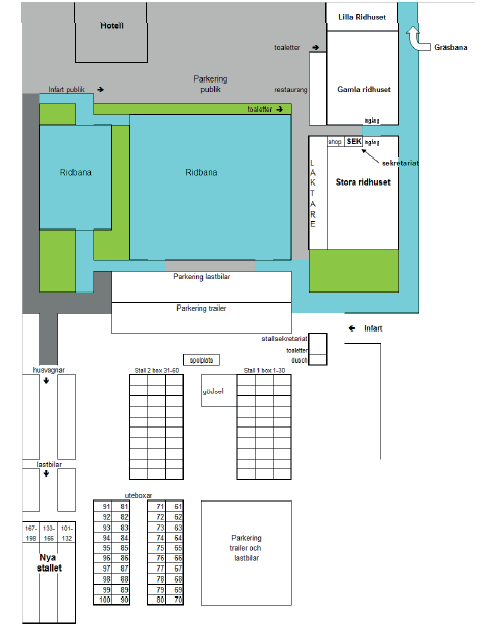 Hotell
Lilla Ridhuset
toaletter →
Gräsbana
Parkering
publik
Infart publik →
restaurang
Gamla ridhuset
toaletter →
ingång
shop SEK ingång
sekretariat
Ridbana
Ridbana
LÄKTARE
Stora ridhuset
Parkering lastbilar
Parkering trailer
← Infart
stallsekretariat
toaletter
dusch
spolplats
husvagnar
Stall 2 box 31-60
Stall 1 box 1-30
gödsel
lastbilar
uteboxar
91 81 71 61
92 82 72 62
93 83 73 63
94 84 74 64
95 85 75 65
96 86 76 66
97 87 77 67
98 88 78 68
99 89 79 69
100 90 80 70
167-198 133-166 101-132
Nya
stallet
Parkering
trailer och
lastbilar